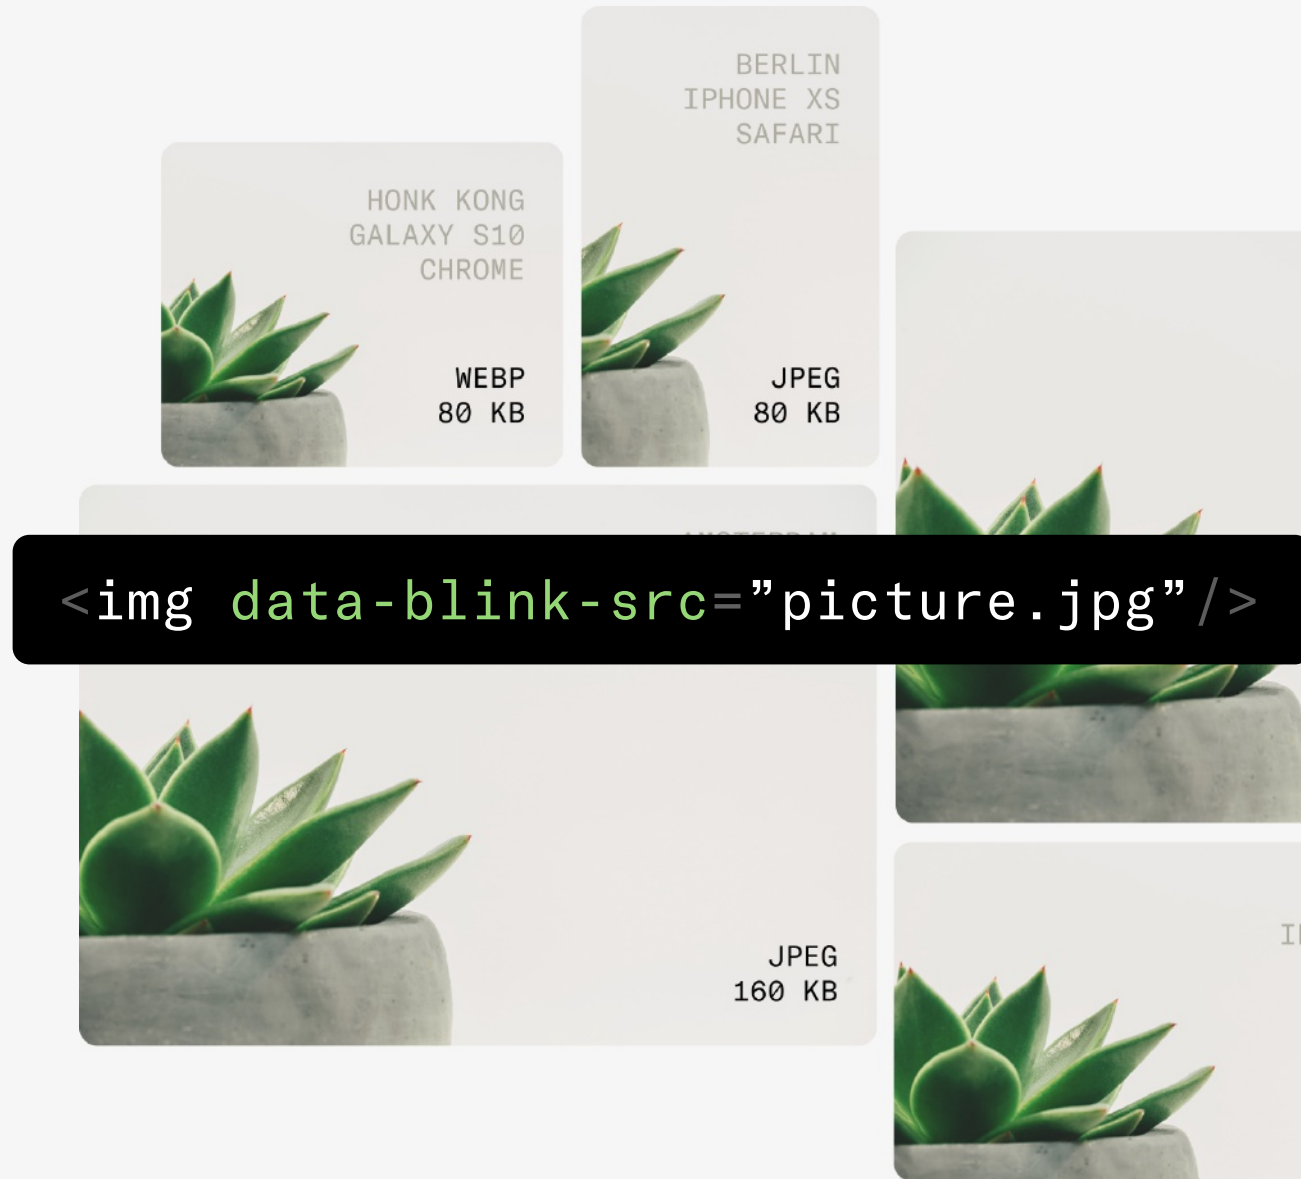 BERLIN
IPHONE XS
SAFARI
HONK KONG
GALAXY S10
CHROME
WEBP
80 KB
JPEG
80 KB
<img data-blink-src=”picture.jpg”/>
JPEG
160 KB